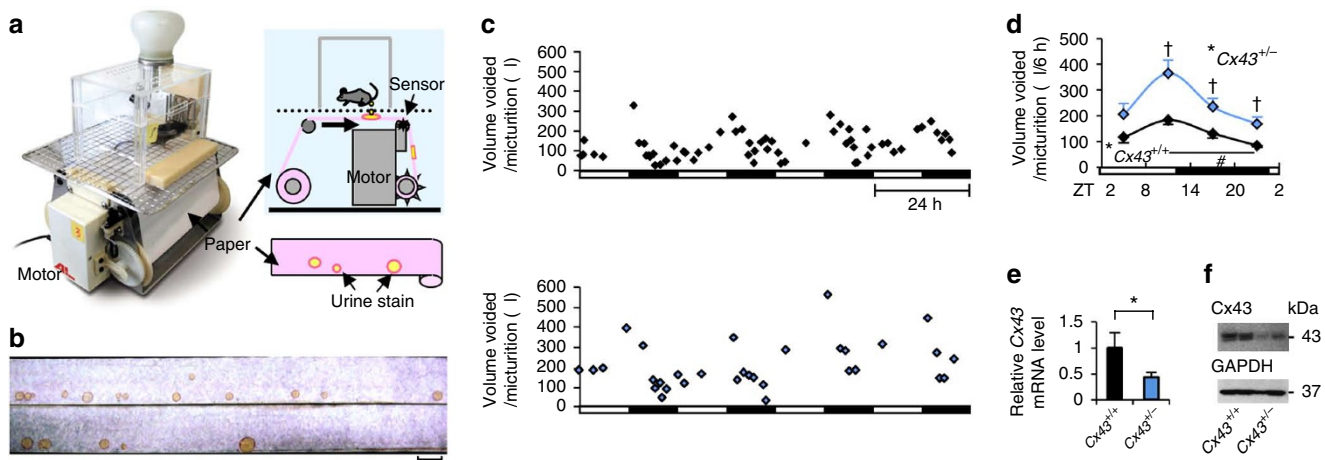 a
Sensor
Motor
Paper
Motor
Urine stain
b
c
Volume voided
/micturition ( l)
600
500
400
300
200
100
0
24 h
Volume voided
/micturition ( l)
600
500
400
300
200
100
0
d
Volume voided
/micturition ( l/6 h)
500
400
300
200
100
0
† † †
* Cx43+/–
* Cx43+/+
#
ZT 2 8 14 20 2
e
Relative Cx43
mRNA level
1.5
1
0.5
0
*
Cx43+/+ Cx43+/–
f
Cx43 kDa
43
GAPDH
37
Cx43+/+ Cx43+/–